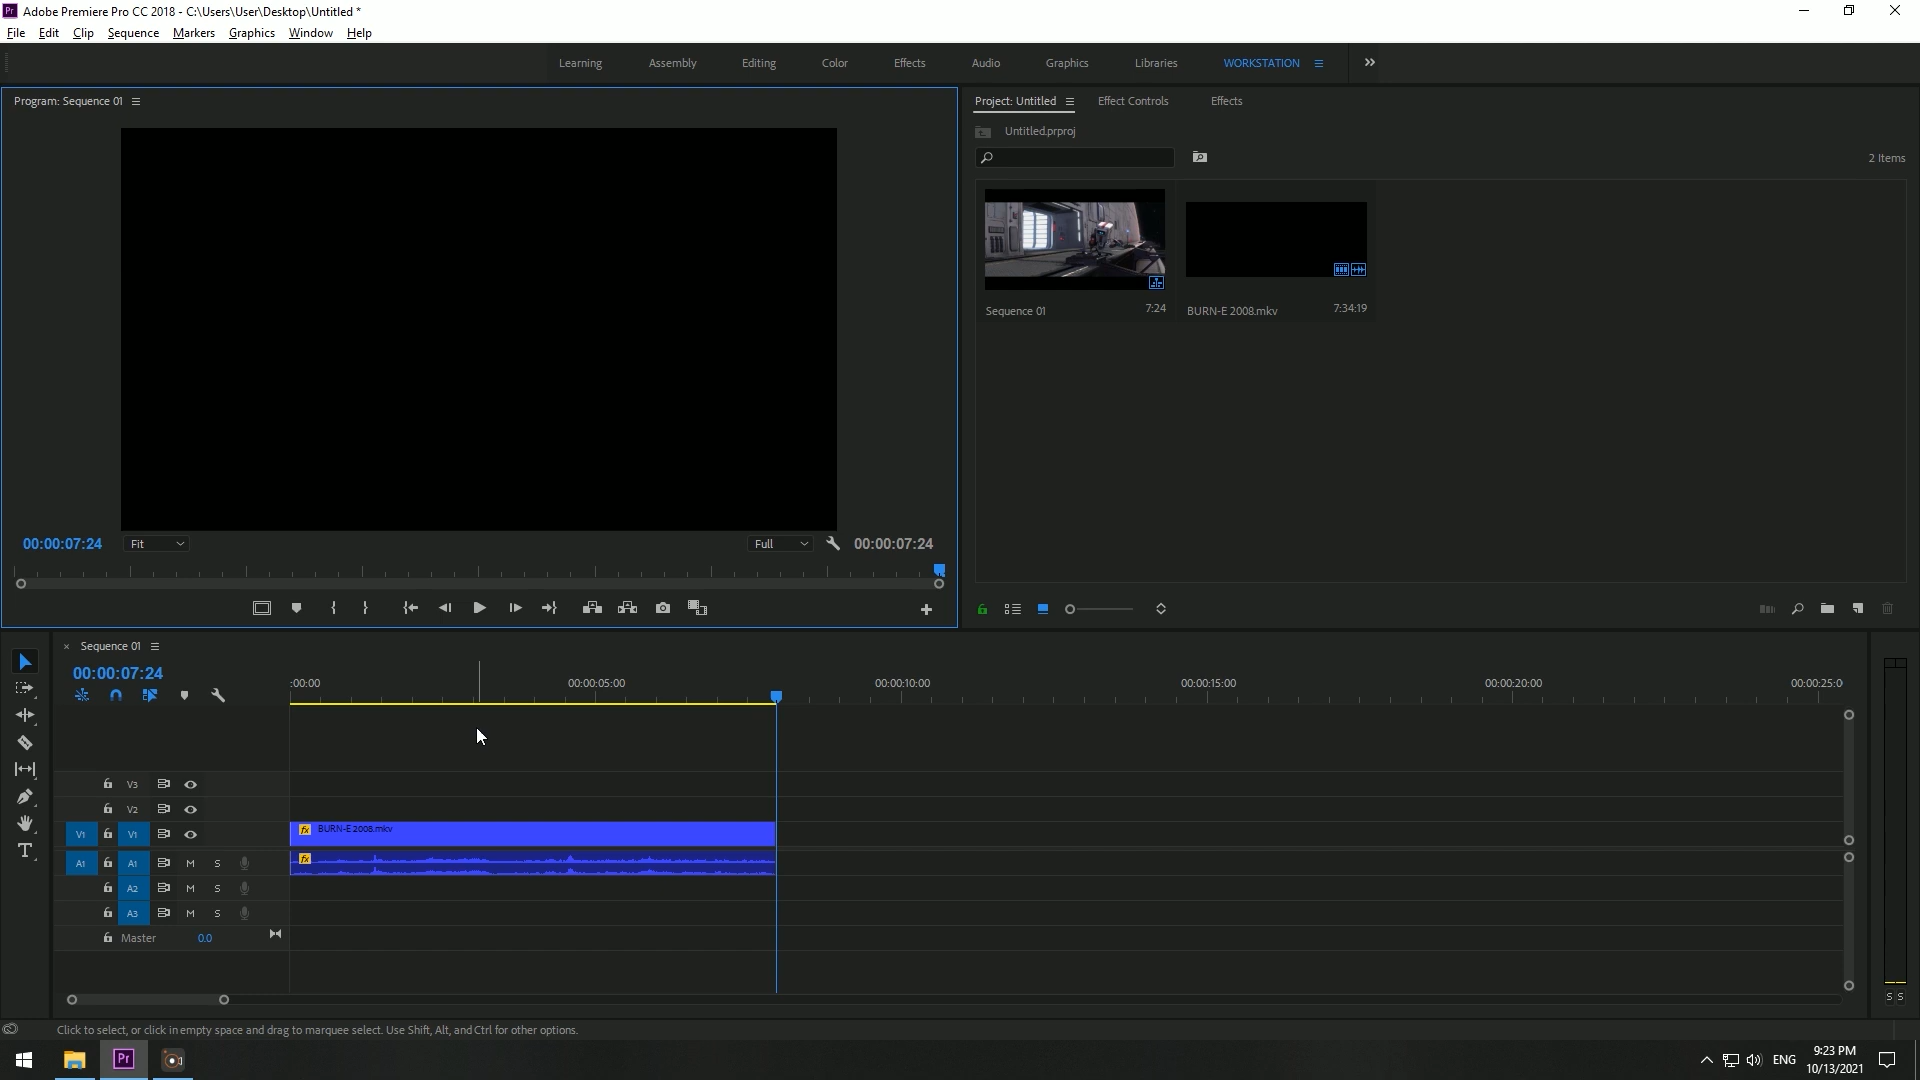 Pr Adobe Premiere Pro CC 2018 - C:\Users\User\Desktop\Untitled *
File Edit Clip Sequence Markers Graphics Window Help
Learning Assembly Editing Color Effects Audio Graphics Libraries WORKSTATION
Program: Sequence 01
Project: Untitled Effect Controls Effects
Untitled.prproj
2 Items
Sequence 01 7:24 BURN-E 2008.mkv 7:34:19
00:00:07:24 Fit Full 00:00:07:24
Sequence 01
00:00:07:24
:00:00 00:00:05:00 00:00:10:00 00:00:15:00 00:00:20:00 00:00:25:0
V3
V2
V1 V1 fx BURN-E 2008.mkv
A1 A1 M S fx
A2 M S
A3 M S
Master 0.0
S S
Click to select, or click in empty space and drag to marquee select. Use Shift, Alt, and Ctrl for other options.
Pr ENG 9:23 PM
10/13/2021